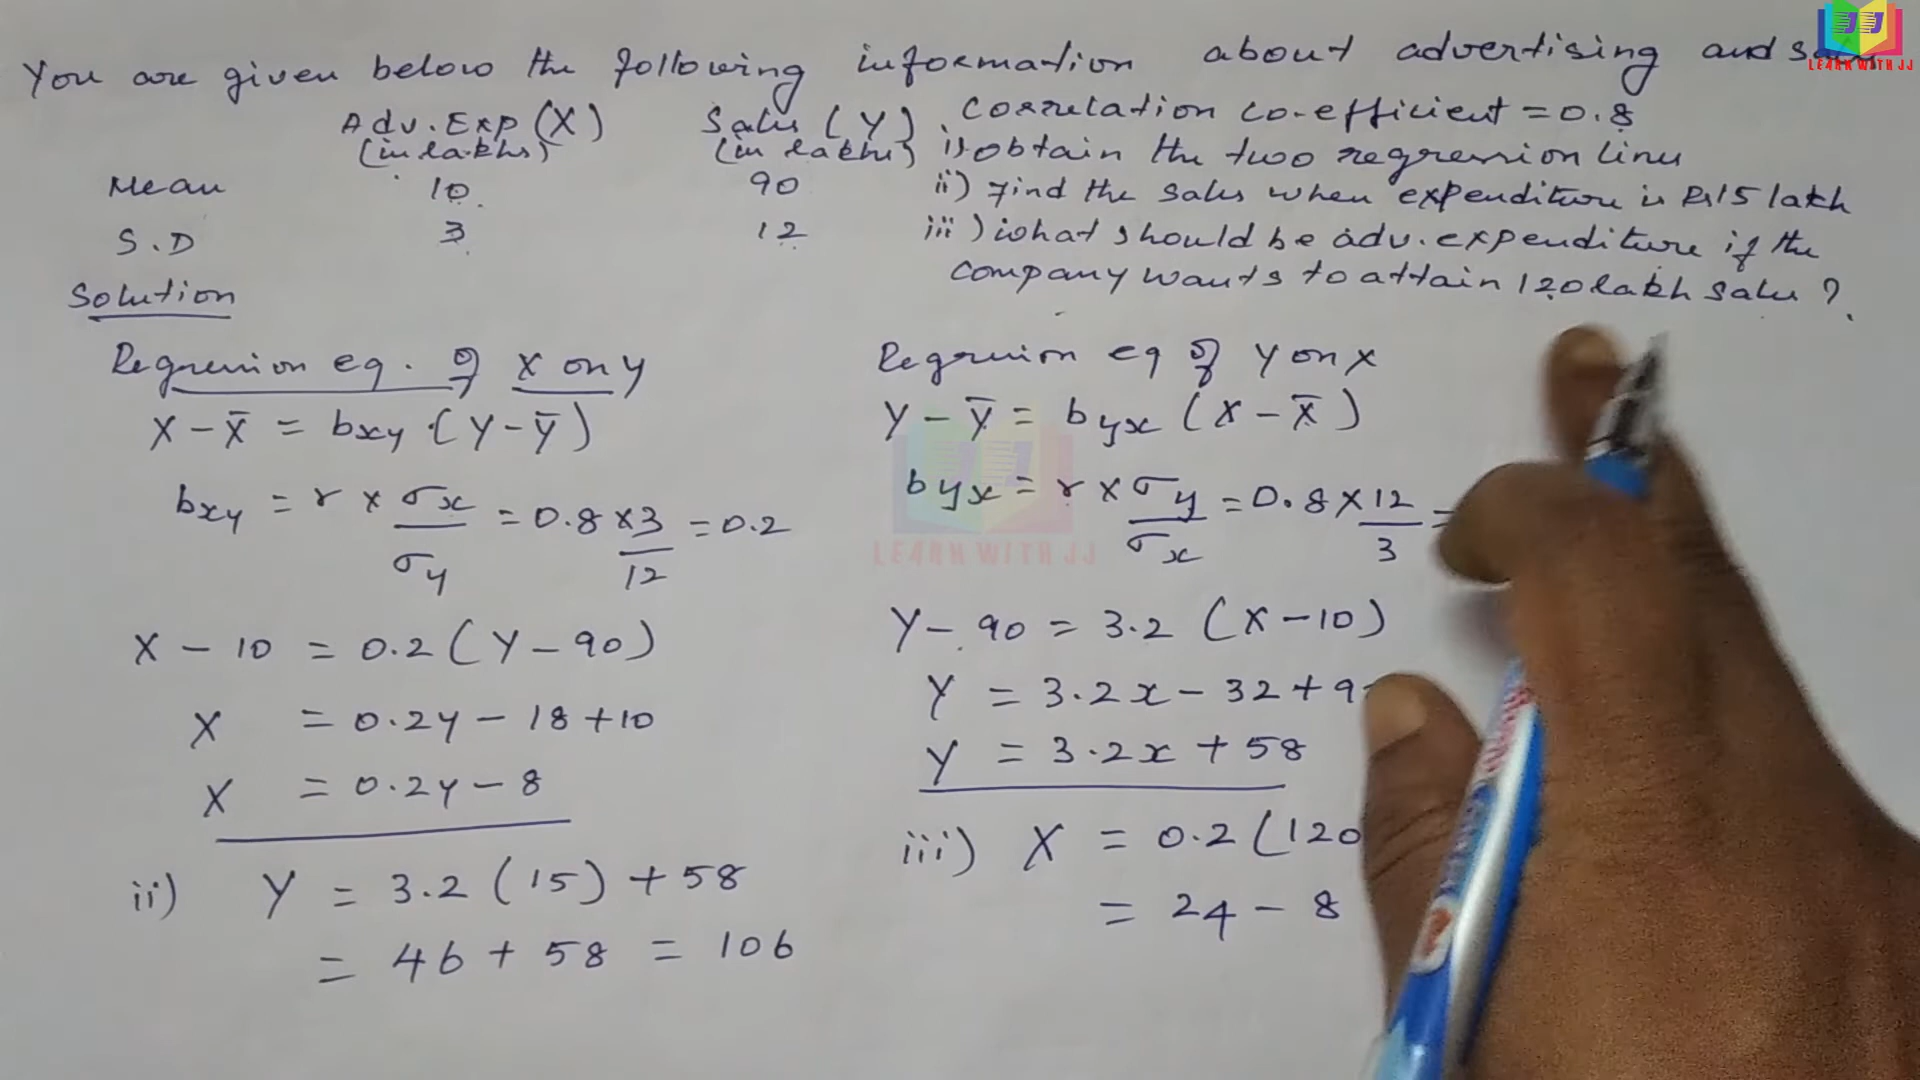 You are given below the following information about advertising and
Adv. Exp (X) Sales (Y) Correlation co-efficient = 0.8
(in lakhs) (in lakhs) i) obtain the two regression lines
Mean 10 90 ii) Find the sales when expenditure is Rs 15 lakh
S.D 3 12 iii) what should be adv. expenditure if the
company wants to attain 120 lakh sales ?
Solution
Regression eq. of X on y
X - x̄ = bxy (Y - ȳ)
bxy = r × σx/σy = 0.8 × 3/12 = 0.2
X - 10 = 0.2 (Y - 90)
X = 0.2y - 18 + 10
X = 0.2y - 8
ii) Y = 3.2 (15) + 58
= 46 + 58 = 106
Regression eq of Y on X
Y - ȳ = byx (X - x̄)
byx = r × σy/σx = 0.8 × 12/3 =
Y - 90 = 3.2 (X - 10)
Y = 3.2x - 32 + 9
Y = 3.2x + 58
iii) X = 0.2 (120
= 24 - 8
LEARN WITH JJ
LEARN WITH JJ